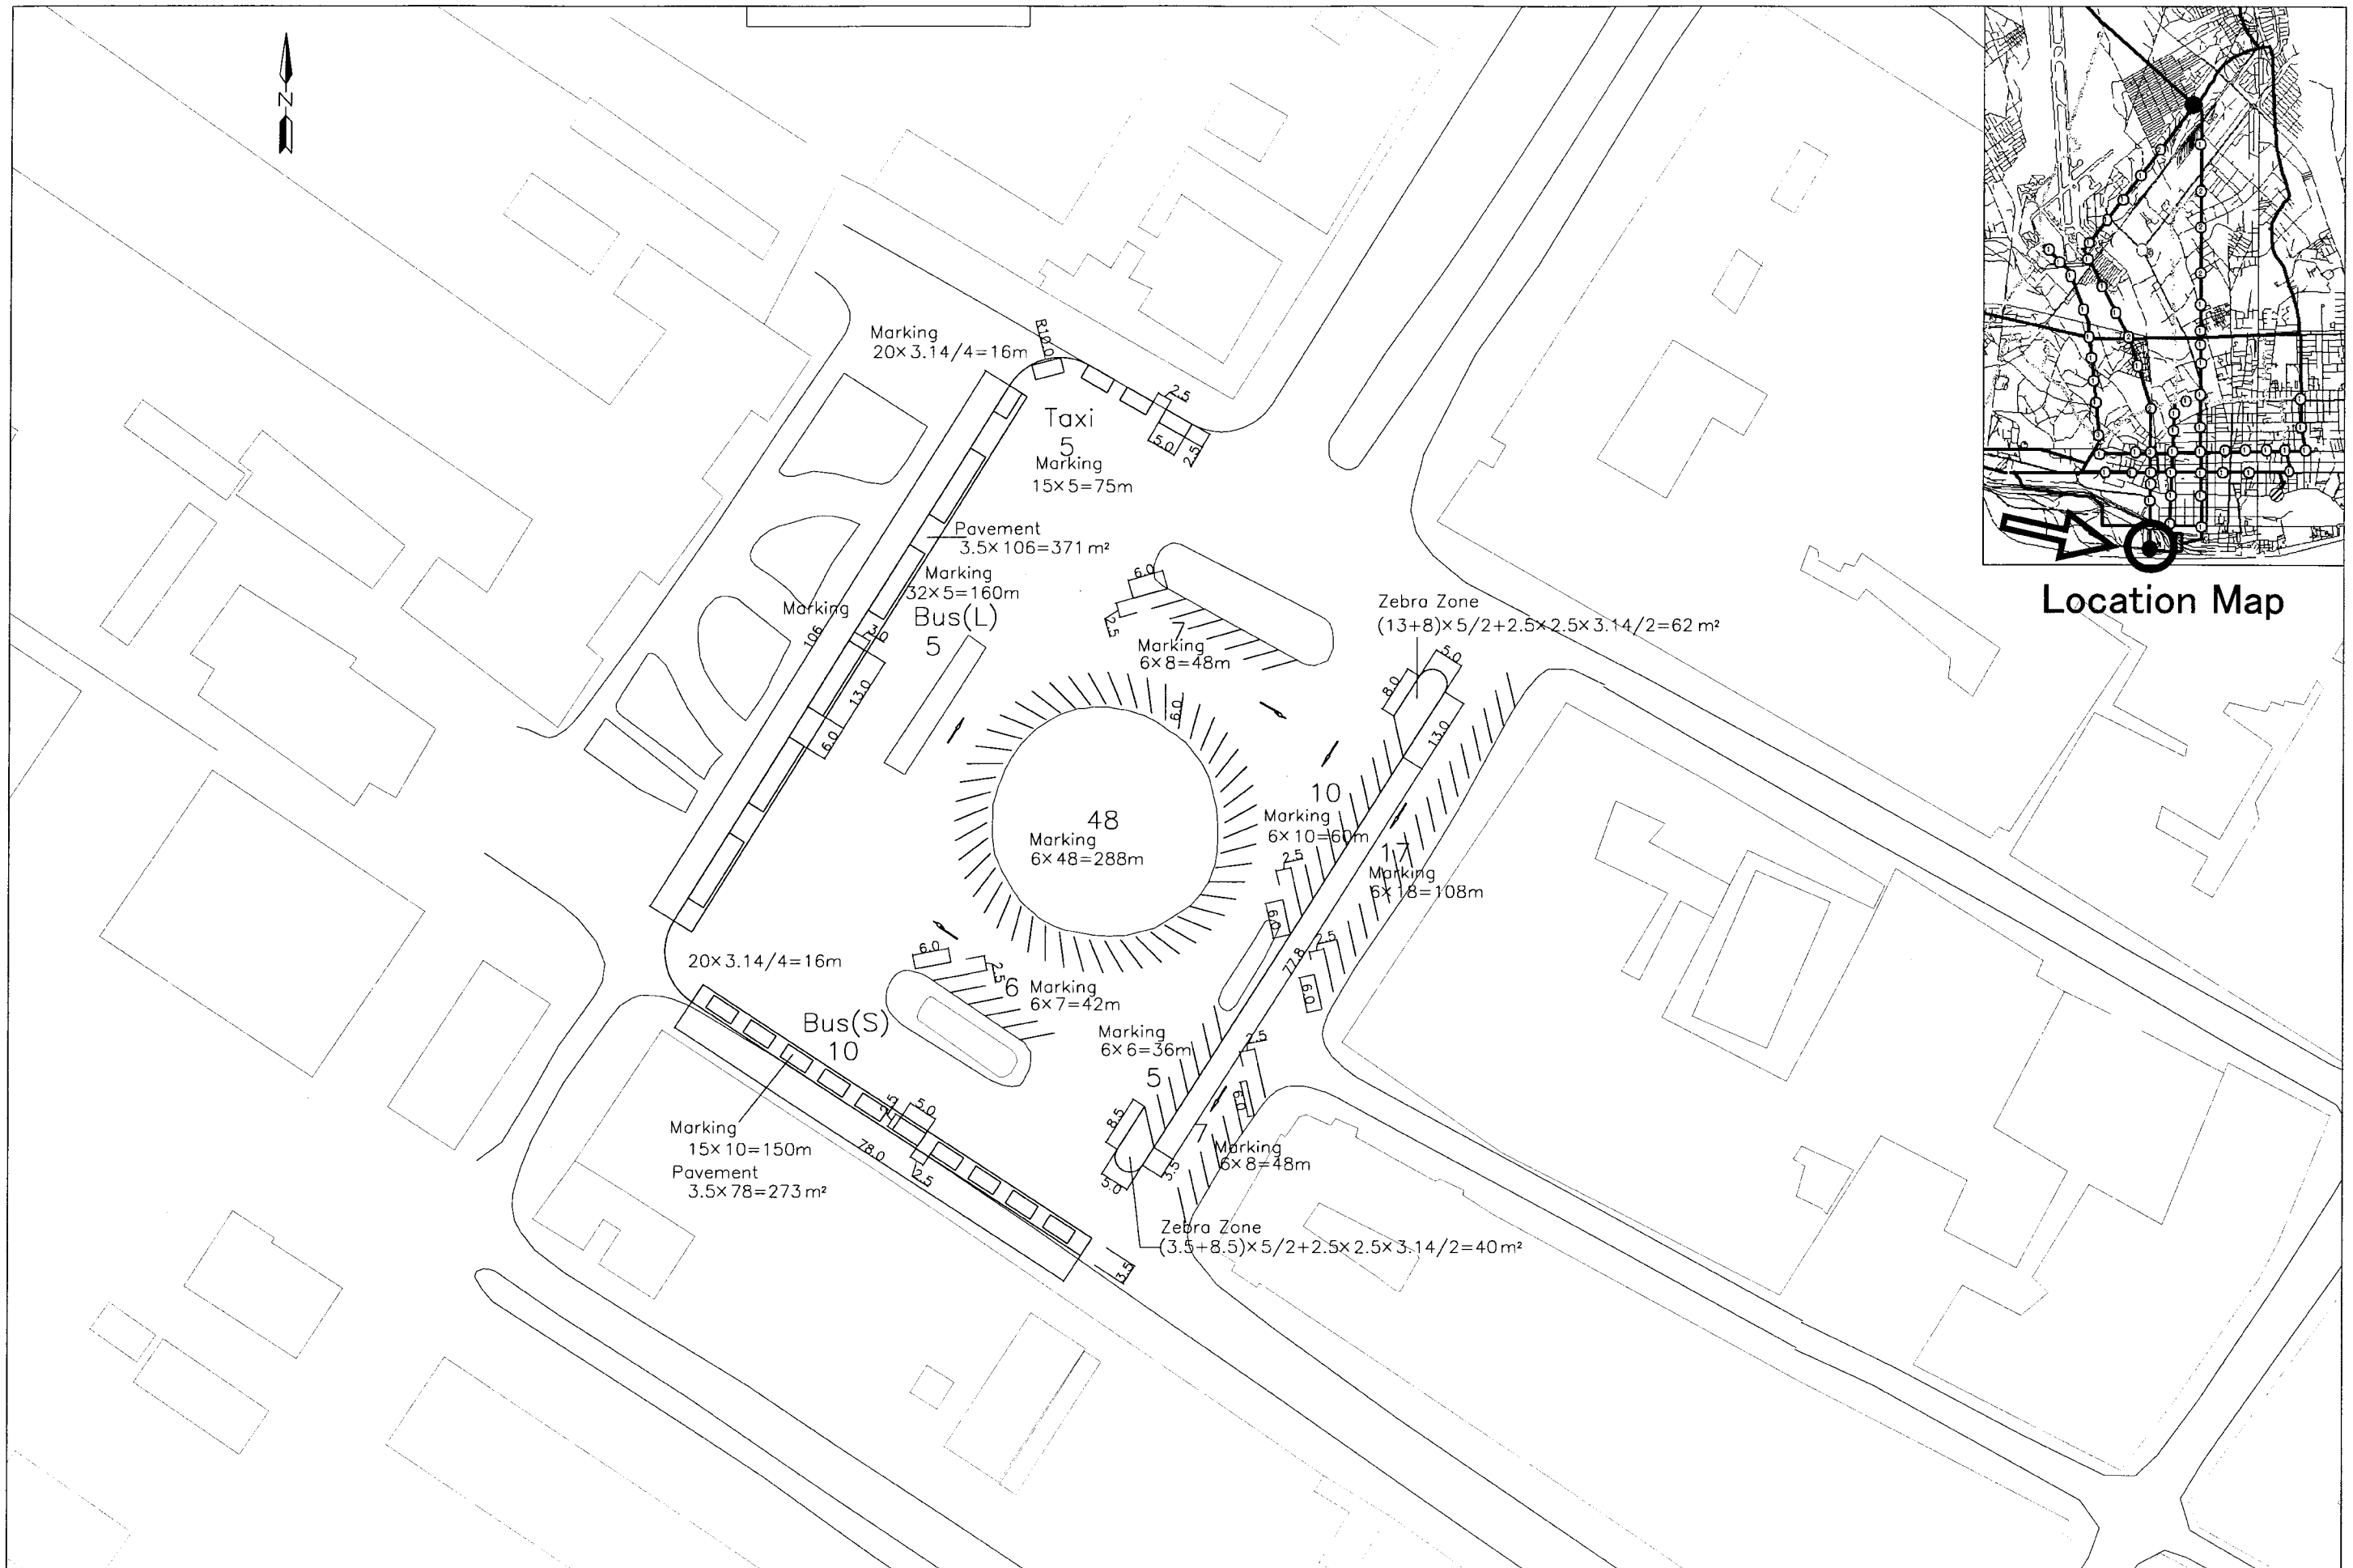 N
Marking
20×3.14/4=16m
R10.0
2.5
5.0
2.5
Taxi
5
Marking
15×5=75m
Pavement
3.5×106=371m²
Marking
32×5=160m
Marking
106
3.0
Bus(L)
5
13.0
6.0
6.0
2.5
7
Marking
6×8=48m
Zebra Zone
(13+8)×5/2+2.5×2.5×3.14/2=62m²
5.0
8.0
13.0
6.0
48
Marking
6×48=288m
10
Marking
6×10=60m
2.5
17
Marking
6×18=108m
6.0
2.5
77.8
6.0
20×3.14/4=16m
6.0
2.5
6
Marking
6×7=42m
Bus(S)
10
Marking
6×6=36m
5
2.5
6.0
8.5
7
Marking
6×8=48m
5.0
3.5
2.5
5.0
78.0
2.5
Marking
15×10=150m
Pavement
3.5×78=273m²
Zebra Zone
(3.5+8.5)×5/2+2.5×2.5×3.14/2=40m²
3.5
Location Map